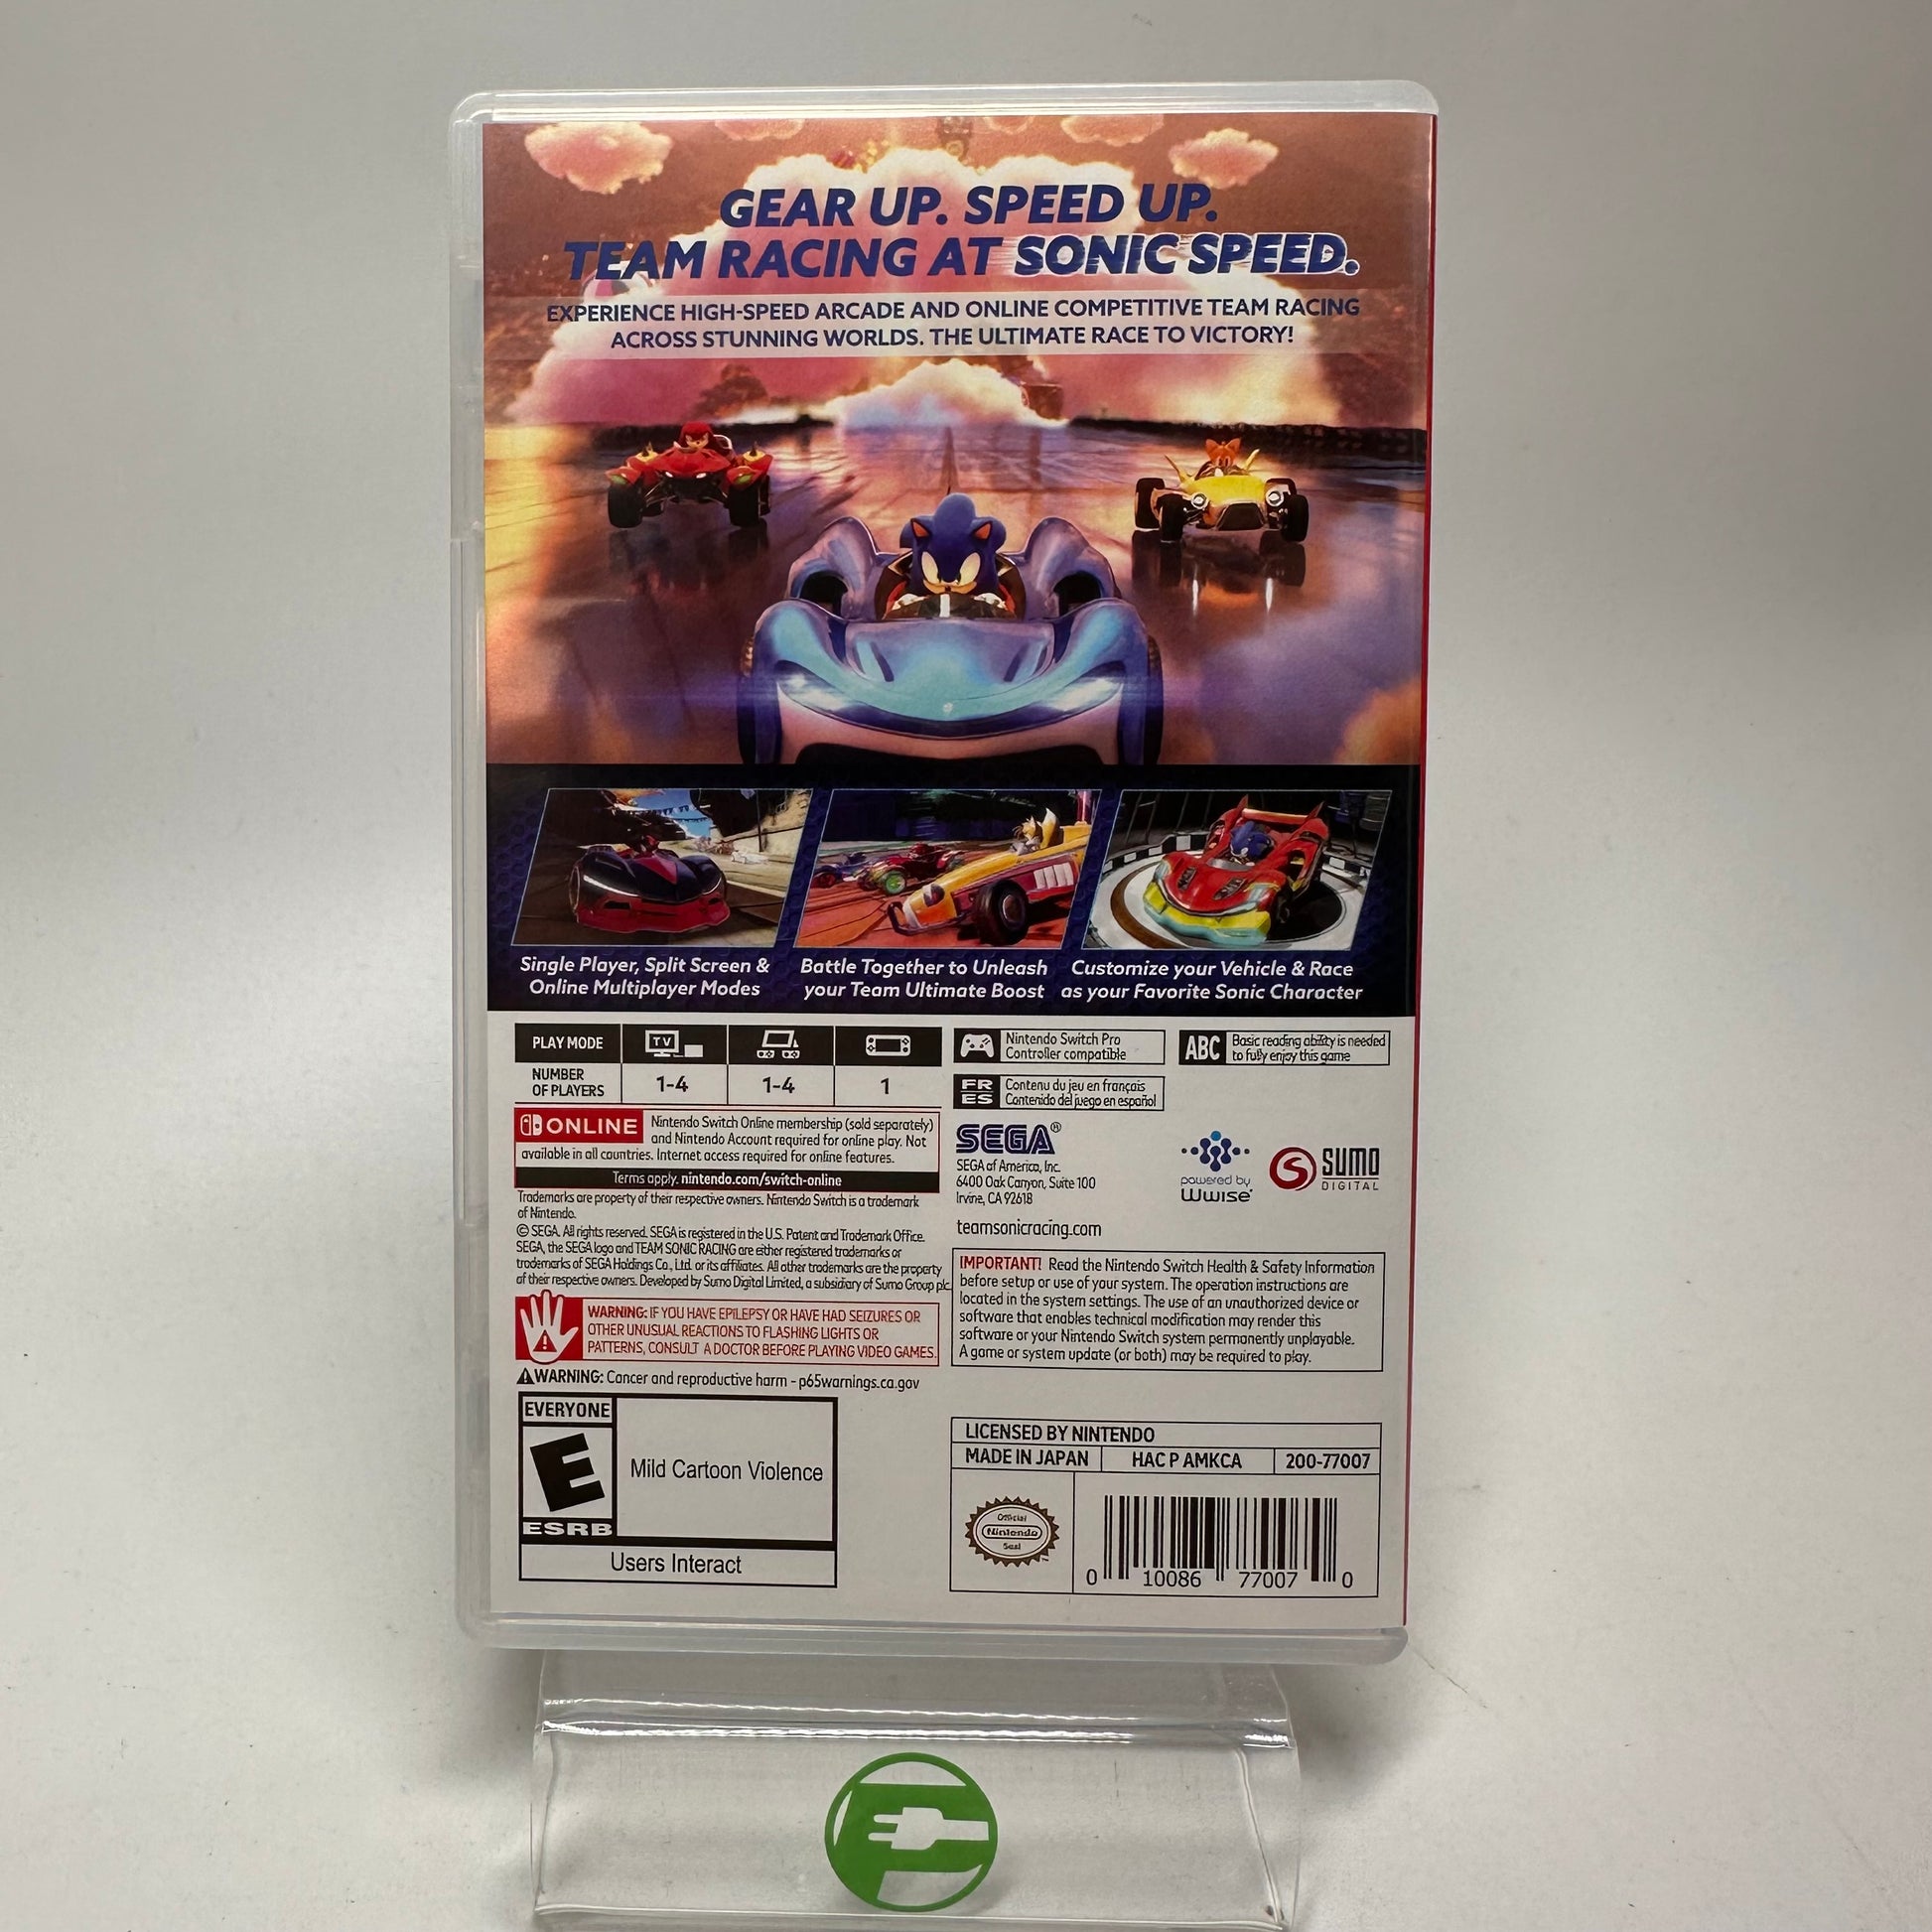 GEAR UP. SPEED UP.
TEAM RACING AT SONIC SPEED.
EXPERIENCE HIGH-SPEED ARCADE AND ONLINE COMPETITIVE TEAM RACING
ACROSS STUNNING WORLDS. THE ULTIMATE RACE TO VICTORY!
Single Player, Split Screen &
Online Multiplayer Modes
Battle Together to Unleash
your Team Ultimate Boost
Customize your Vehicle & Race
as your Favorite Sonic Character
PLAY MODE
TV
NUMBER
OF PLAYERS
1-4
1-4
1
Nintendo Switch Pro
Controller compatible
ABC
Basic reading ability is needed
to fully enjoy this game
FR
ES
Contenu du jeu en français
Contenido del juego en español
ONLINE
Nintendo Switch Online membership (sold separately)
and Nintendo Account required for online play. Not
available in all countries. Internet access required for online features.
Terms apply. nintendo.com/switch-online
Trademarks are property of their respective owners. Nintendo Switch is a trademark
of Nintendo.
© SEGA. All rights reserved. SEGA is registered in the U.S. Patent and Trademark Office.
SEGA, the SEGA logo and TEAM SONIC RACING are either registered trademarks or
trademarks of SEGA Holdings Co., Ltd. or its affiliates. All other trademarks are the property
of their respective owners. Developed by Sumo Digital Limited, a subsidiary of Sumo Group plc.
SEGA®
SEGA of America, Inc.
6400 Oak Canyon, Suite 100
Irvine, CA 92618
teamsonicracing.com
powered by
Wwise
SUMO
DIGITAL
WARNING: IF YOU HAVE EPILEPSY OR HAVE HAD SEIZURES OR
OTHER UNUSUAL REACTIONS TO FLASHING LIGHTS OR
PATTERNS, CONSULT A DOCTOR BEFORE PLAYING VIDEO GAMES.
WARNING: Cancer and reproductive harm - p65warnings.ca.gov
IMPORTANT! Read the Nintendo Switch Health & Safety Information
before setup or use of your system. The operation instructions are
located in the system settings. The use of an unauthorized device or
software that enables technical modification may render this
software or your Nintendo Switch system permanently unplayable.
A game or system update (or both) may be required to play.
EVERYONE
E
ESRB
Mild Cartoon Violence
Users Interact
LICENSED BY NINTENDO
MADE IN JAPAN
HAC P AMKCA
200-77007
Official
Nintendo
Seal
0 10086 77007 0